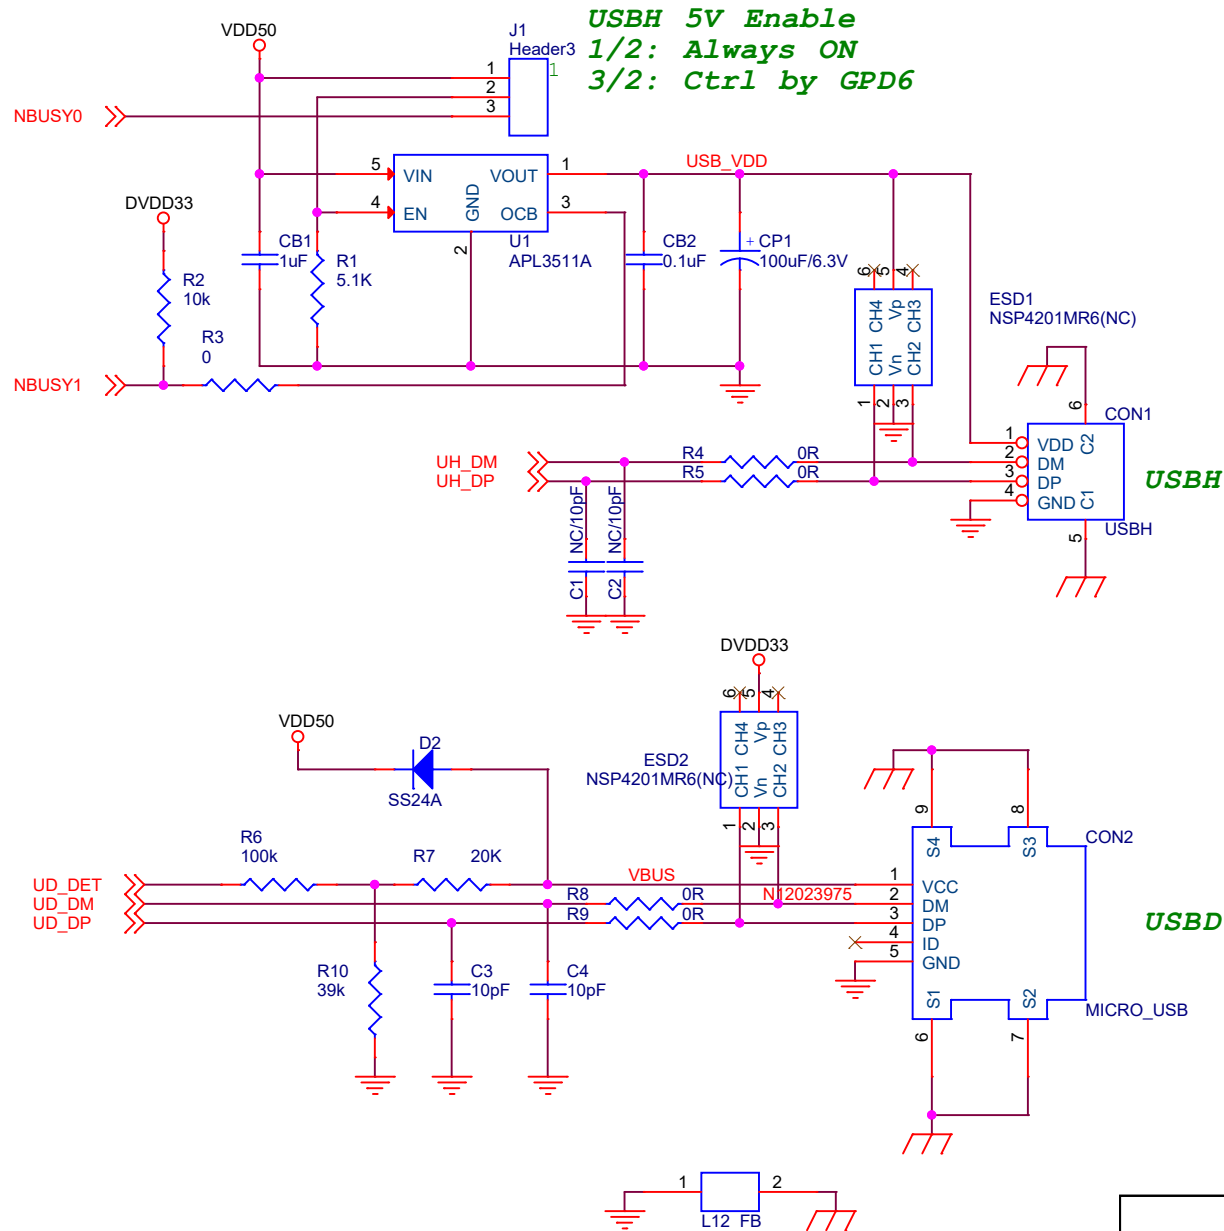 USBH 5V Enable
1/2: Always ON
3/2: Ctrl by GPD6
VDD50
J1
Header3
1
1
2
3
NBUSY0
5 VIN VOUT 1
USB_VDD
4 EN GND OCB 3
2
U1
APL3511A
DVDD33
CB1
1uF
R1
5.1K
CB2
0.1uF
+ CP1
100uF/6.3V
R2
10k
R3
0
NBUSY1
6 5 4
CH4 Vp CH3
CH1 Vn CH2
1 2 3
ESD1
NSP4201MR6(NC)
6
CON1
1 VDD C2
2 DM
3 DP
4 GND C1
USBH
5
USBH
UH_DM
UH_DP
R4 0R
R5 0R
C1 NC/10pF
C2 NC/10pF
DVDD33
6 5 4
CH4 Vp CH3
CH1 Vn CH2
1 2 3
ESD2
NSP4201MR6(NC)
VDD50
D2
SS24A
R6
100k
R7 20K
UD_DET
UD_DM
UD_DP
VBUS
R8 0R
R9 0R
N12023975
R10
39k
C3
10pF
C4
10pF
9 8
S4 S3
CON2
1 VCC
2 DM
3 DP
4 ID
5 GND
S1 S2
6 7
MICRO_USB
USBD
1 2
L12 FB